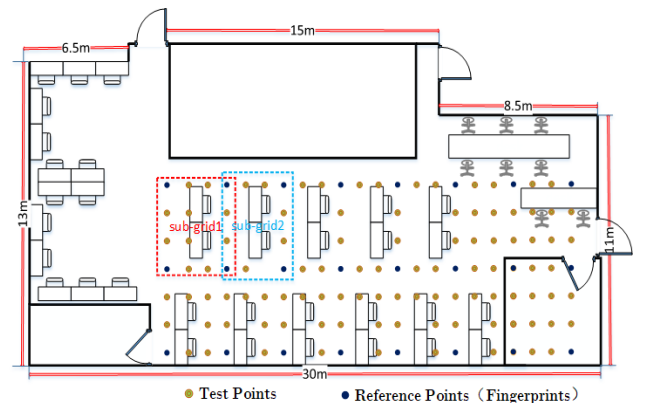 15m
6.5m
8.5m
13m
sub-grid1
sub-grid2
11m
30m
Test Points
Reference Points（Fingerprints）